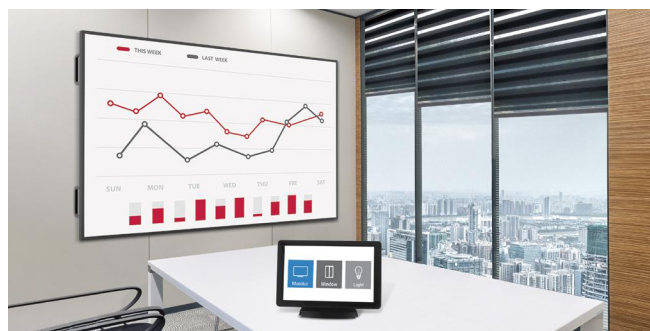 THIS WEEK
LAST WEEK
SUN MON TUE WED THU FRI SAT
Monitor Window Light